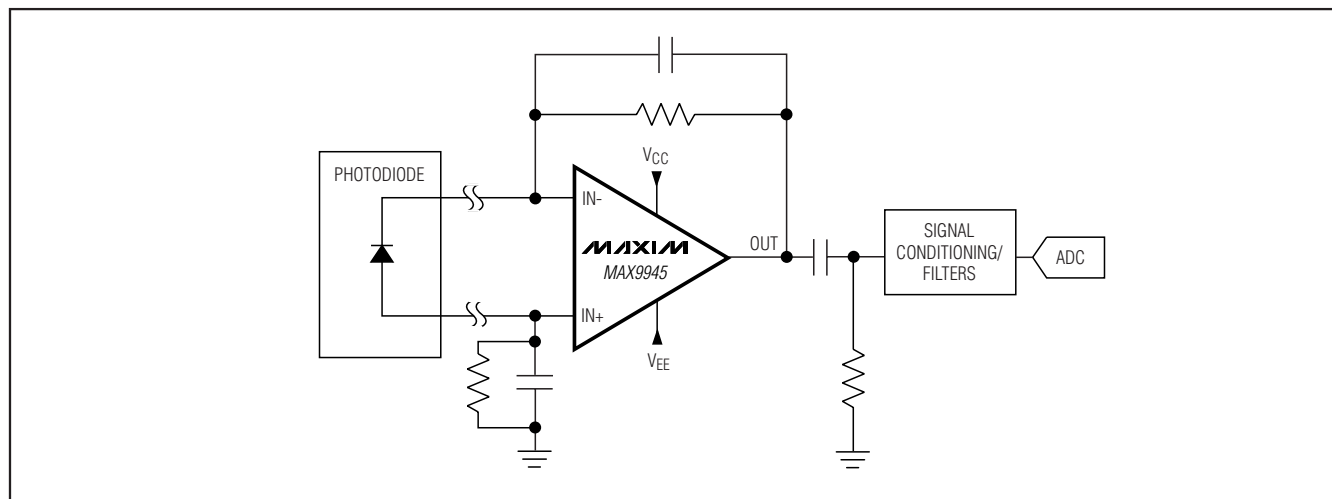 PHOTODIODE
VCC
IN-
MAXIM
MAX9945
OUT
IN+
VEE
SIGNAL
CONDITIONING/
FILTERS
ADC